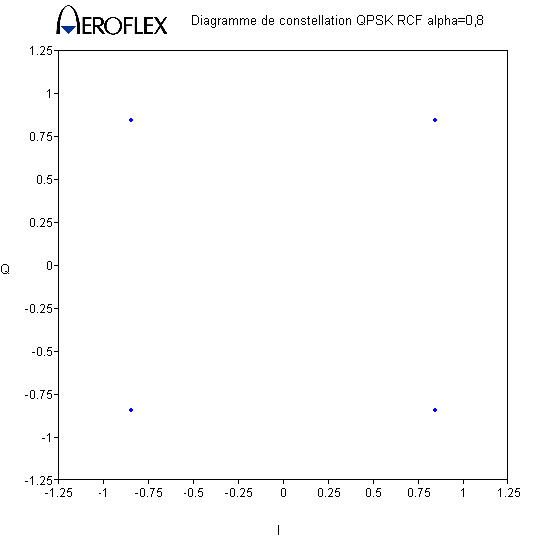 AEROFLEX
Diagramme de constellation QPSK RCF alpha=0,8
1.25
1
0.75
0.5
0.25
Q
0
-0.25
-0.5
-0.75
-1
-1.25
-1.25 -1 -0.75 -0.5 -0.25 0 0.25 0.5 0.75 1 1.25
I